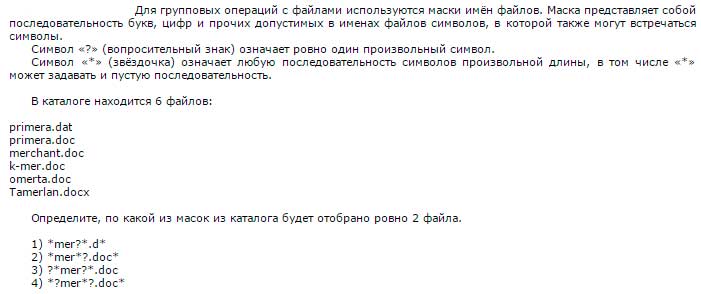 Для групповых операций с файлами используются маски имён файлов. Маска представляет собой
последовательность букв, цифр и прочих допустимых в именах файлов символов, в которой также могут встречаться
символы.
Символ «?» (вопросительный знак) означает ровно один произвольный символ.
Символ «*» (звёздочка) означает любую последовательность символов произвольной длины, в том числе «*»
может задавать и пустую последовательность.
В каталоге находится 6 файлов:
primera.dat
primera.doc
merchant.doc
k-mer.doc
omerta.doc
Tamerlan.docx
Определите, по какой из масок из каталога будет отобрано ровно 2 файла.
1) *mer?*.d*
2) *mer*?.doc*
3) ?*mer?*.doc
4) *?mer*?.doc*